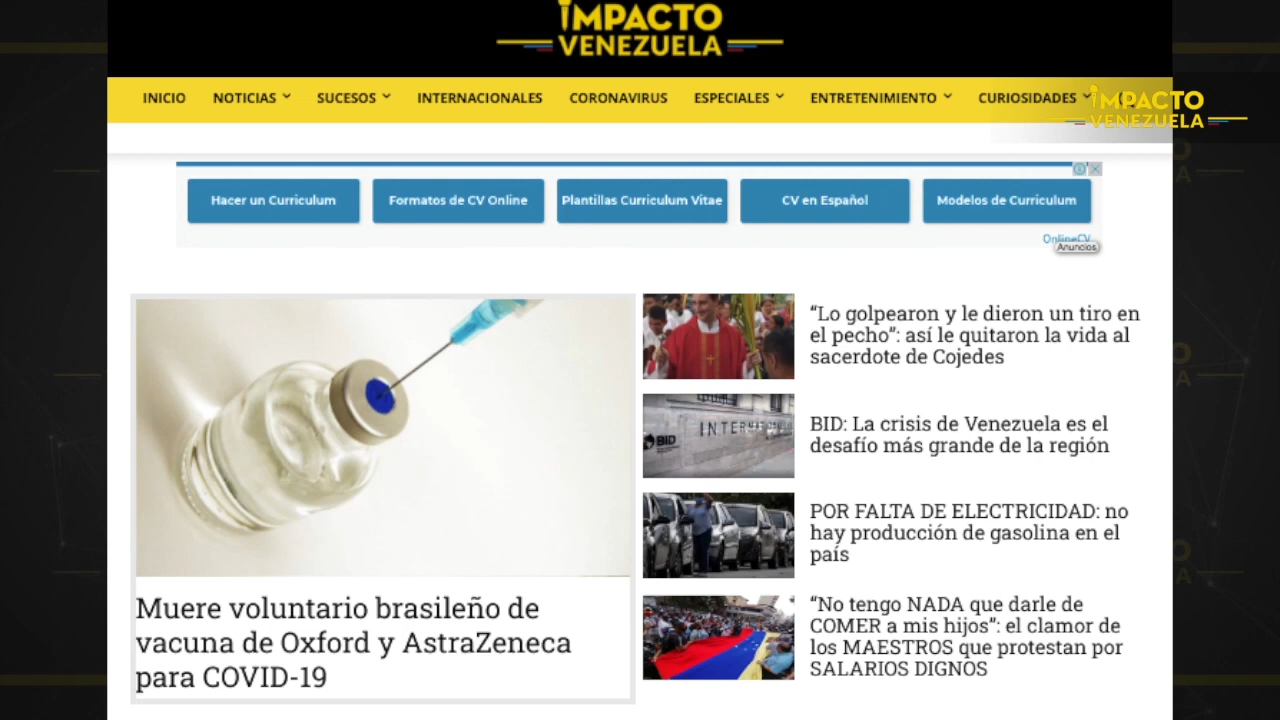 IMPACTO
VENEZUELA
INICIO NOTICIAS SUCESOS INTERNACIONALES CORONAVIRUS ESPECIALES ENTRETENIMIENTO CURIOSIDADES
IMPACTO
VENEZUELA
Hacer un Curriculum
Formatos de CV Online
Plantillas Curriculum Vitae
CV en Español
Modelos de Curriculum
OnlineCV
Anuncios
“Lo golpearon y le dieron un tiro en
el pecho”: así le quitaron la vida al
sacerdote de Cojedes
BID
BID: La crisis de Venezuela es el
desafío más grande de la región
POR FALTA DE ELECTRICIDAD: no
hay producción de gasolina en el
país
“No tengo NADA que darle de
COMER a mis hijos”: el clamor de
los MAESTROS que protestan por
SALARIOS DIGNOS
Muere voluntario brasileño de
vacuna de Oxford y AstraZeneca
para COVID-19